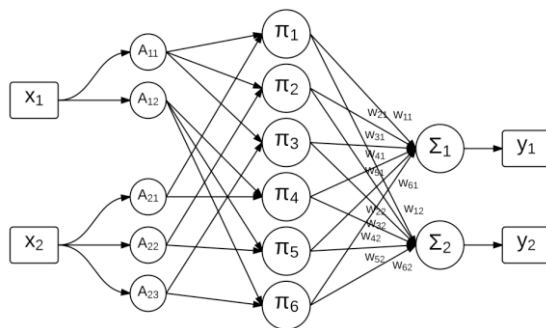 x₁
x₂
A₁₁
A₁₂
A₂₁
A₂₂
A₂₃
π₁
π₂
π₃
π₄
π₅
π₆
w₂₁ w₁₁
w₃₁
w₄₁
w₅₁
w₆₁
w₂₂ w₁₂
w₃₂
w₄₂
w₅₂ w₆₂
Σ₁
Σ₂
y₁
y₂